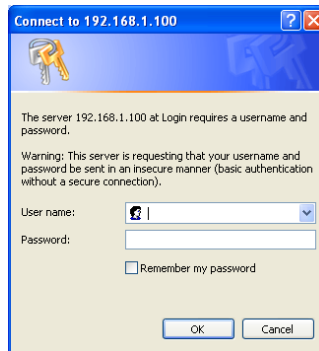 Connect to 192.168.1.100
The server 192.168.1.100 at Login requires a username and
password.
Warning: This server is requesting that your username and
password be sent in an insecure manner (basic authentication
without a secure connection).
User name:
Password:
Remember my password
OK Cancel